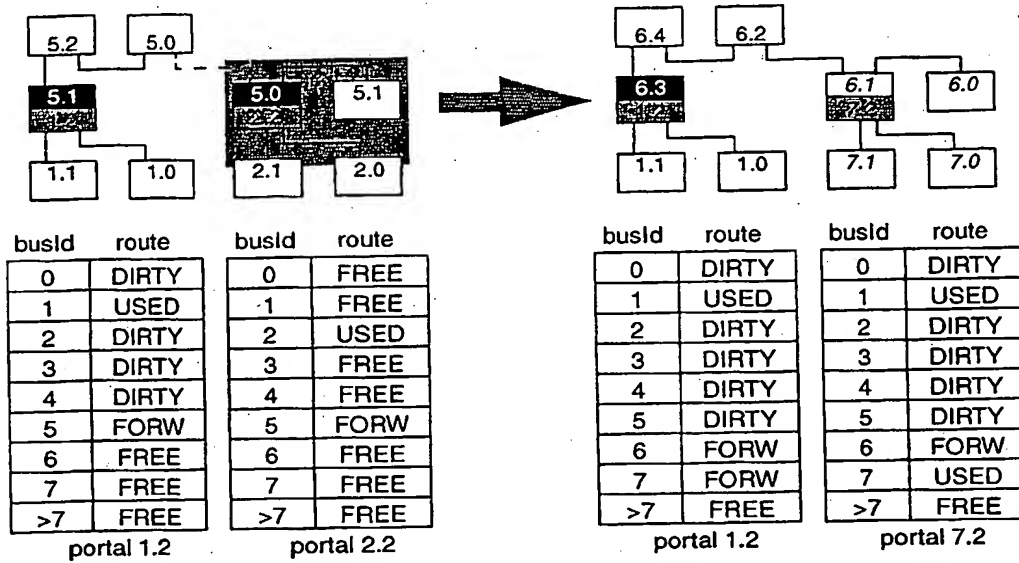 5.2 5.0
5.1
5.0 5.1
2.2
1.1 1.0
2.1 2.0
6.4 6.2
6.3
6.1 6.0
7.2
1.1 1.0
7.1 7.0
busId route
0 DIRTY
1 USED
2 DIRTY
3 DIRTY
4 DIRTY
5 FORW
6 FREE
7 FREE
>7 FREE
portal 1.2
busId route
0 FREE
1 FREE
2 USED
3 FREE
4 FREE
5 FORW
6 FREE
7 FREE
>7 FREE
portal 2.2
busId route
0 DIRTY
1 USED
2 DIRTY
3 DIRTY
4 DIRTY
5 DIRTY
6 FORW
7 FORW
>7 FREE
portal 1.2
busId route
0 DIRTY
1 USED
2 DIRTY
3 DIRTY
4 DIRTY
5 DIRTY
6 FORW
7 USED
>7 FREE
portal 7.2